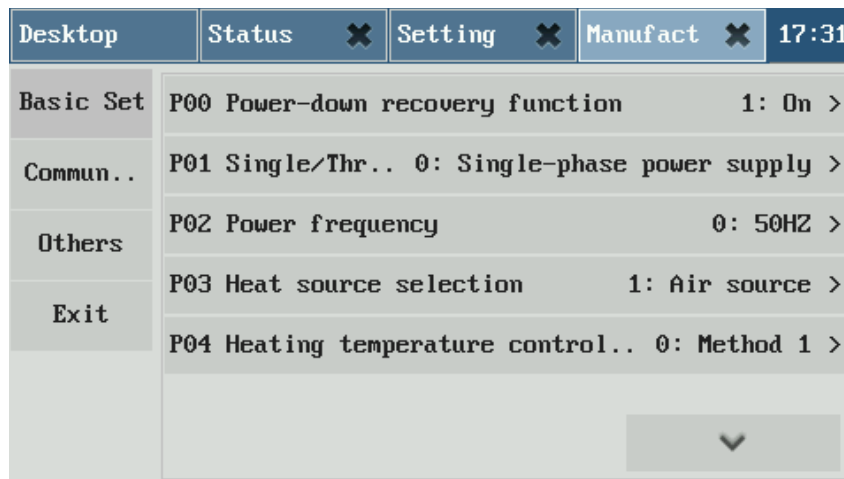 Desktop Status Setting Manufact 17:31
Basic Set
Commun..
Others
Exit
P00 Power-down recovery function 1: On >
P01 Single/Thr.. 0: Single-phase power supply >
P02 Power frequency 0: 50HZ >
P03 Heat source selection 1: Air source >
P04 Heating temperature control.. 0: Method 1 >